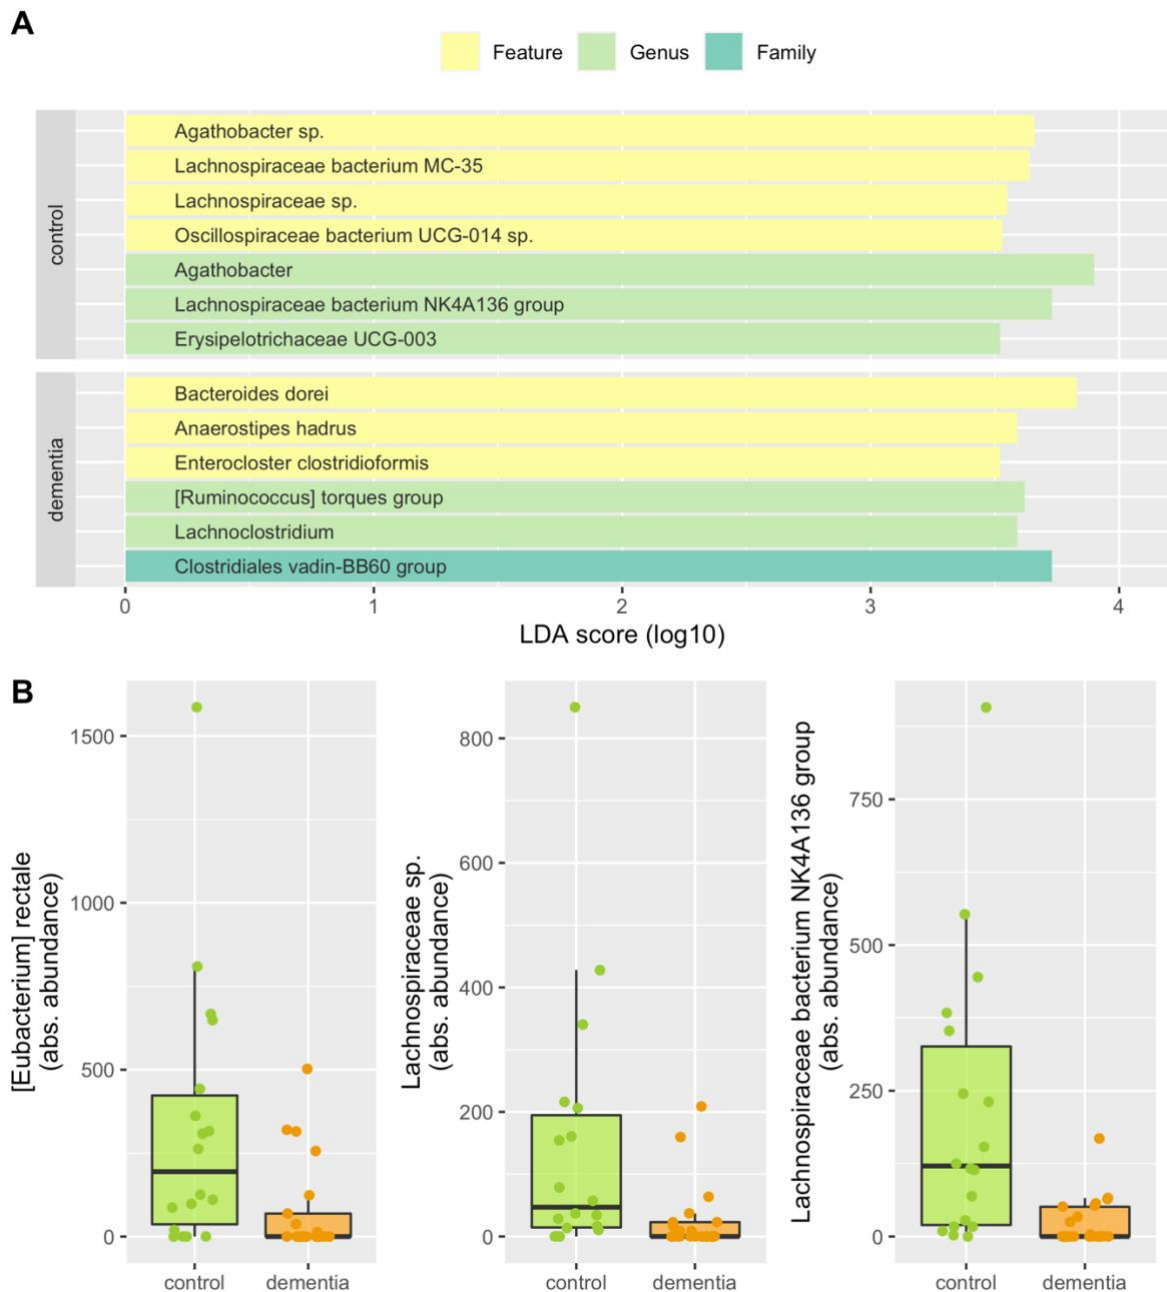 A
Feature Genus Family
control
Agathobacter sp.
Lachnospiraceae bacterium MC-35
Lachnospiraceae sp.
Oscillospiraceae bacterium UCG-014 sp.
Agathobacter
Lachnospiraceae bacterium NK4A136 group
Erysipelotrichaceae UCG-003
dementia
Bacteroides dorei
Anaerostipes hadrus
Enterocloster clostridioformis
[Ruminococcus] torques group
Lachnoclostridium
Clostridiales vadin-BB60 group
0 1 2 3 4
LDA score (log10)
B
[Eubacterium] rectale
(abs. abundance)
1500
1000
500
0
control dementia
Lachnospiraceae sp.
(abs. abundance)
800
600
400
200
0
control dementia
Lachnospiraceae bacterium NK4A136 group
(abs. abundance)
750
500
250
0
control dementia